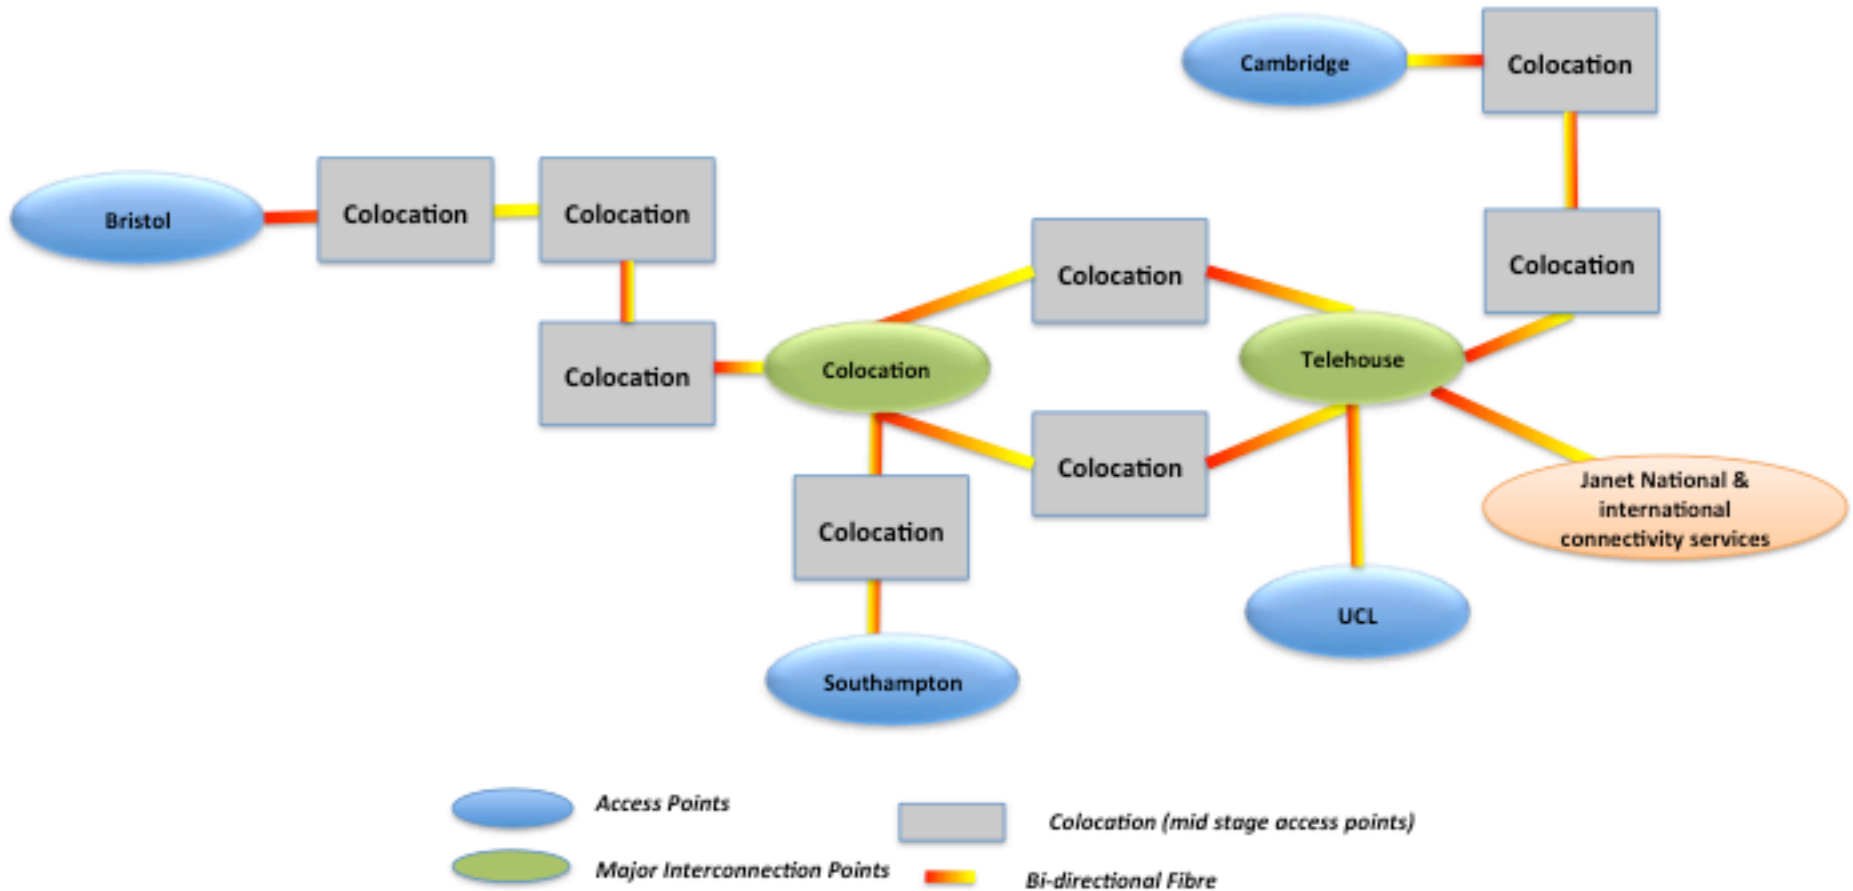 Cambridge
Colocation
Bristol
Colocation
Colocation
Colocation
Colocation
Colocation
Colocation
Telehouse
Colocation
Colocation
Janet National &
international
connectivity services
UCL
Southampton
Access Points
Colocation (mid stage access points)
Major Interconnection Points
Bi-directional Fibre